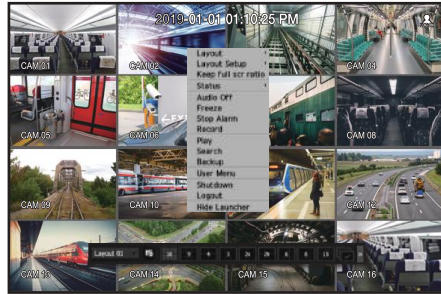 2019-01-01 01:10:25 PM
CAM 01
CAM 02
CAM 04
Layout
Layout Setup
Keep Full scr ratio
Status
Audio Off
Freeze
Stop Alarm
Record
Play
Search
Backup
User Menu
Shutdown
Logout
Hide Launcher
CAM 05
CAM 06
CAM 08
CAM 09
CAM 10
CAM 12
Layout 01
CAM 13
CAM 14
CAM 15
CAM 16